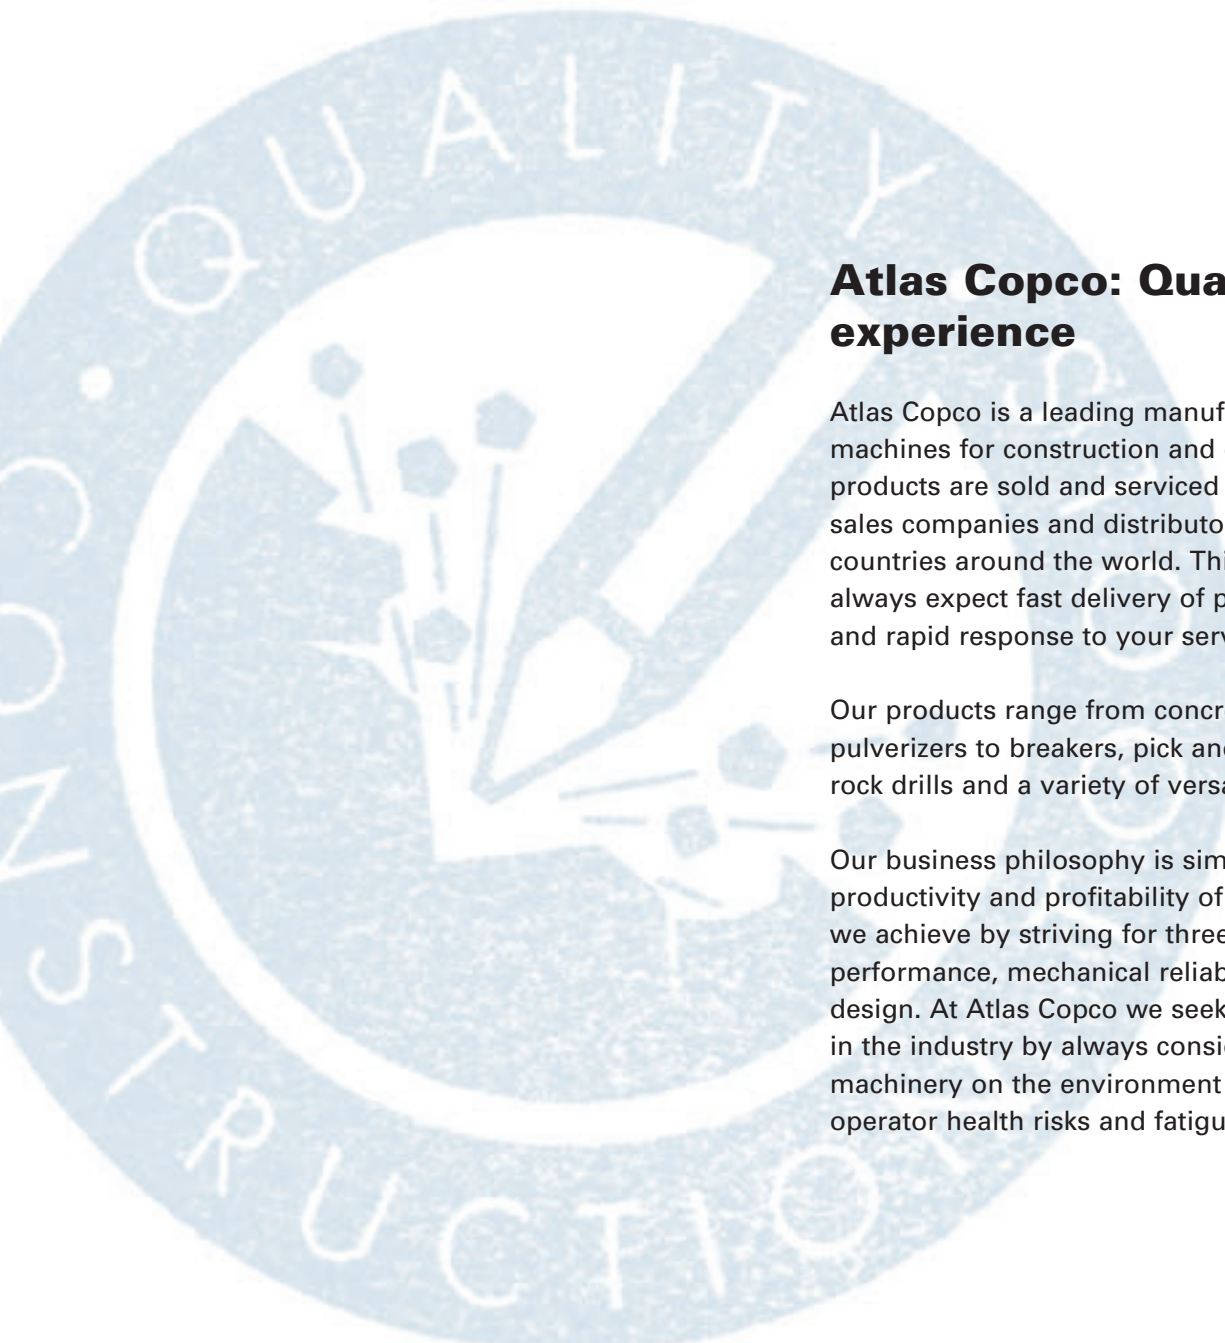 QUALITY
CONSTRUCTION TOOLS
Atlas Copco: Qua
experience
Atlas Copco is a leading manuf
machines for construction and
products are sold and serviced
sales companies and distributo
countries around the world. Thi
always expect fast delivery of p
and rapid response to your serv
Our products range from concr
pulverizers to breakers, pick and
rock drills and a variety of versa
Our business philosophy is sim
productivity and profitability of
we achieve by striving for three
performance, mechanical reliab
design. At Atlas Copco we seek
in the industry by always consi
machinery on the environment
operator health risks and fatigu